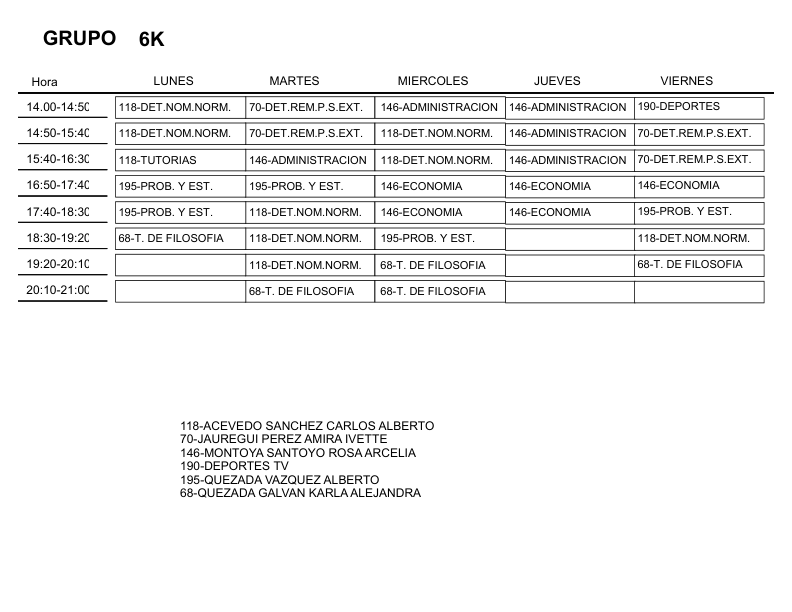 GRUPO 6K
Hora LUNES MARTES MIERCOLES JUEVES VIERNES
14.00-14:50 118-DET.NOM.NORM. 70-DET.REM.P.S.EXT. 146-ADMINISTRACION 146-ADMINISTRACION 190-DEPORTES
14:50-15:40 118-DET.NOM.NORM. 70-DET.REM.P.S.EXT. 118-DET.NOM.NORM. 146-ADMINISTRACION 70-DET.REM.P.S.EXT.
15:40-16:30 118-TUTORIAS 146-ADMINISTRACION 118-DET.NOM.NORM. 146-ADMINISTRACION 70-DET.REM.P.S.EXT.
16:50-17:40 195-PROB. Y EST. 195-PROB. Y EST. 146-ECONOMIA 146-ECONOMIA 146-ECONOMIA
17:40-18:30 195-PROB. Y EST. 118-DET.NOM.NORM. 146-ECONOMIA 146-ECONOMIA 195-PROB. Y EST.
18:30-19:20 68-T. DE FILOSOFIA 118-DET.NOM.NORM. 195-PROB. Y EST. 118-DET.NOM.NORM.
19:20-20:10 118-DET.NOM.NORM. 68-T. DE FILOSOFIA 68-T. DE FILOSOFIA
20:10-21:00 68-T. DE FILOSOFIA 68-T. DE FILOSOFIA
118-ACEVEDO SANCHEZ CARLOS ALBERTO
70-JAUREGUI PEREZ AMIRA IVETTE
146-MONTOYA SANTOYO ROSA ARCELIA
190-DEPORTES TV
195-QUEZADA VAZQUEZ ALBERTO
68-QUEZADA GALVAN KARLA ALEJANDRA